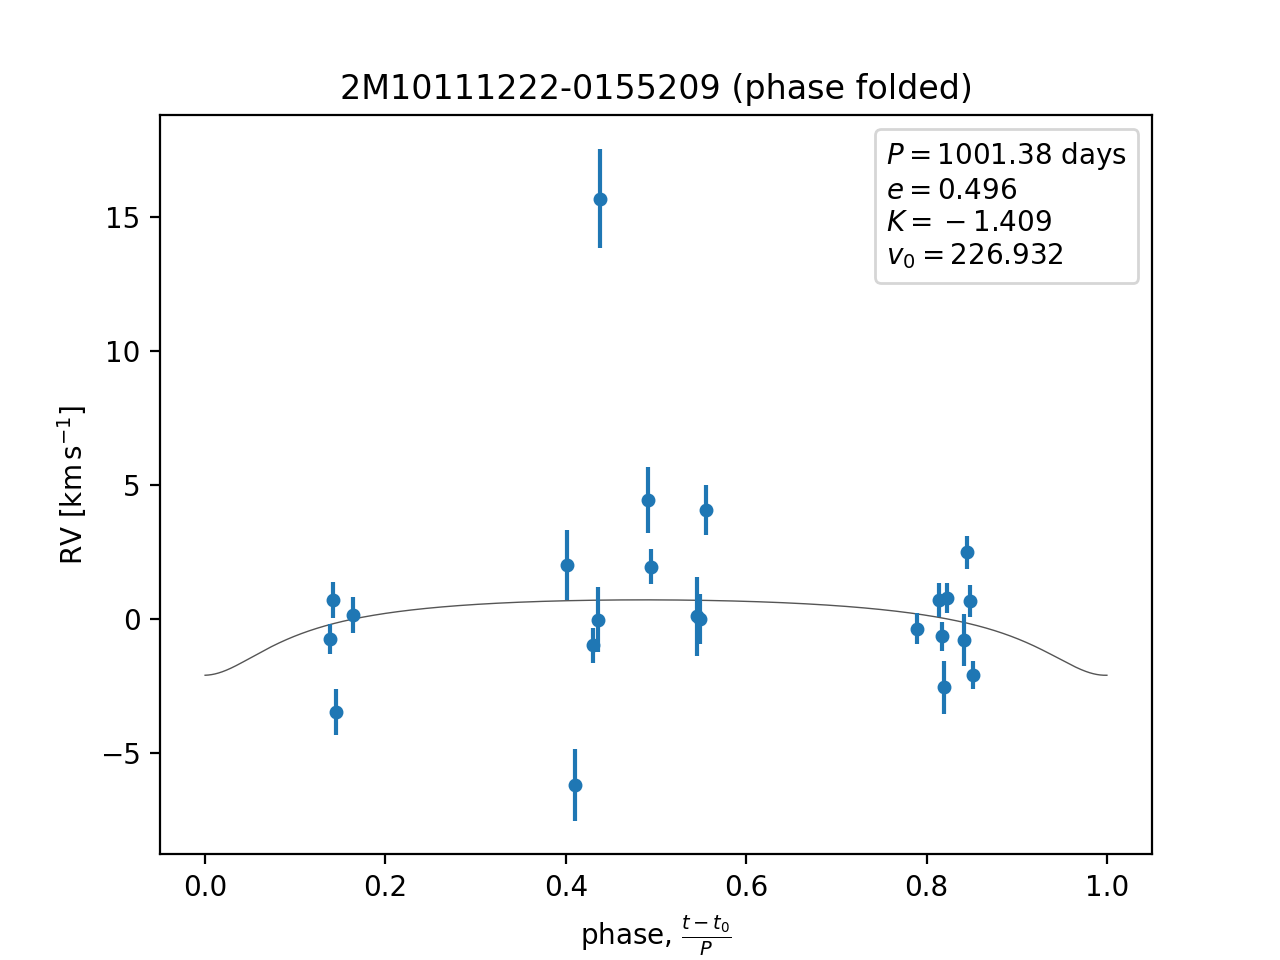 2M10111222-0155209 (phase folded)
P = 1001.38 days
e = 0.496
K = −1.409
v₀ = 226.932
15
10
5
0
−5
RV [km s⁻¹]
0.0 0.2 0.4 0.6 0.8 1.0
phase, (t − t₀)/P